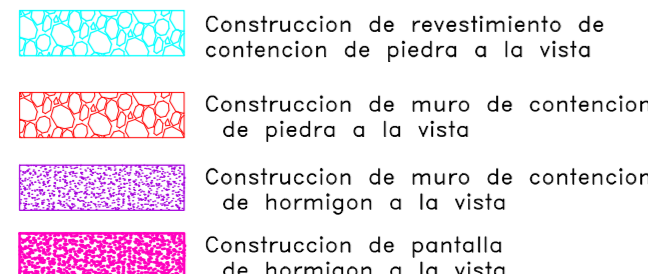 Construccion de revestimiento de
contencion de piedra a la vista
Construccion de muro de contencion
de piedra a la vista
Construccion de muro de contencion
de hormigon a la vista
Construccion de pantalla
de hormigon a la vista